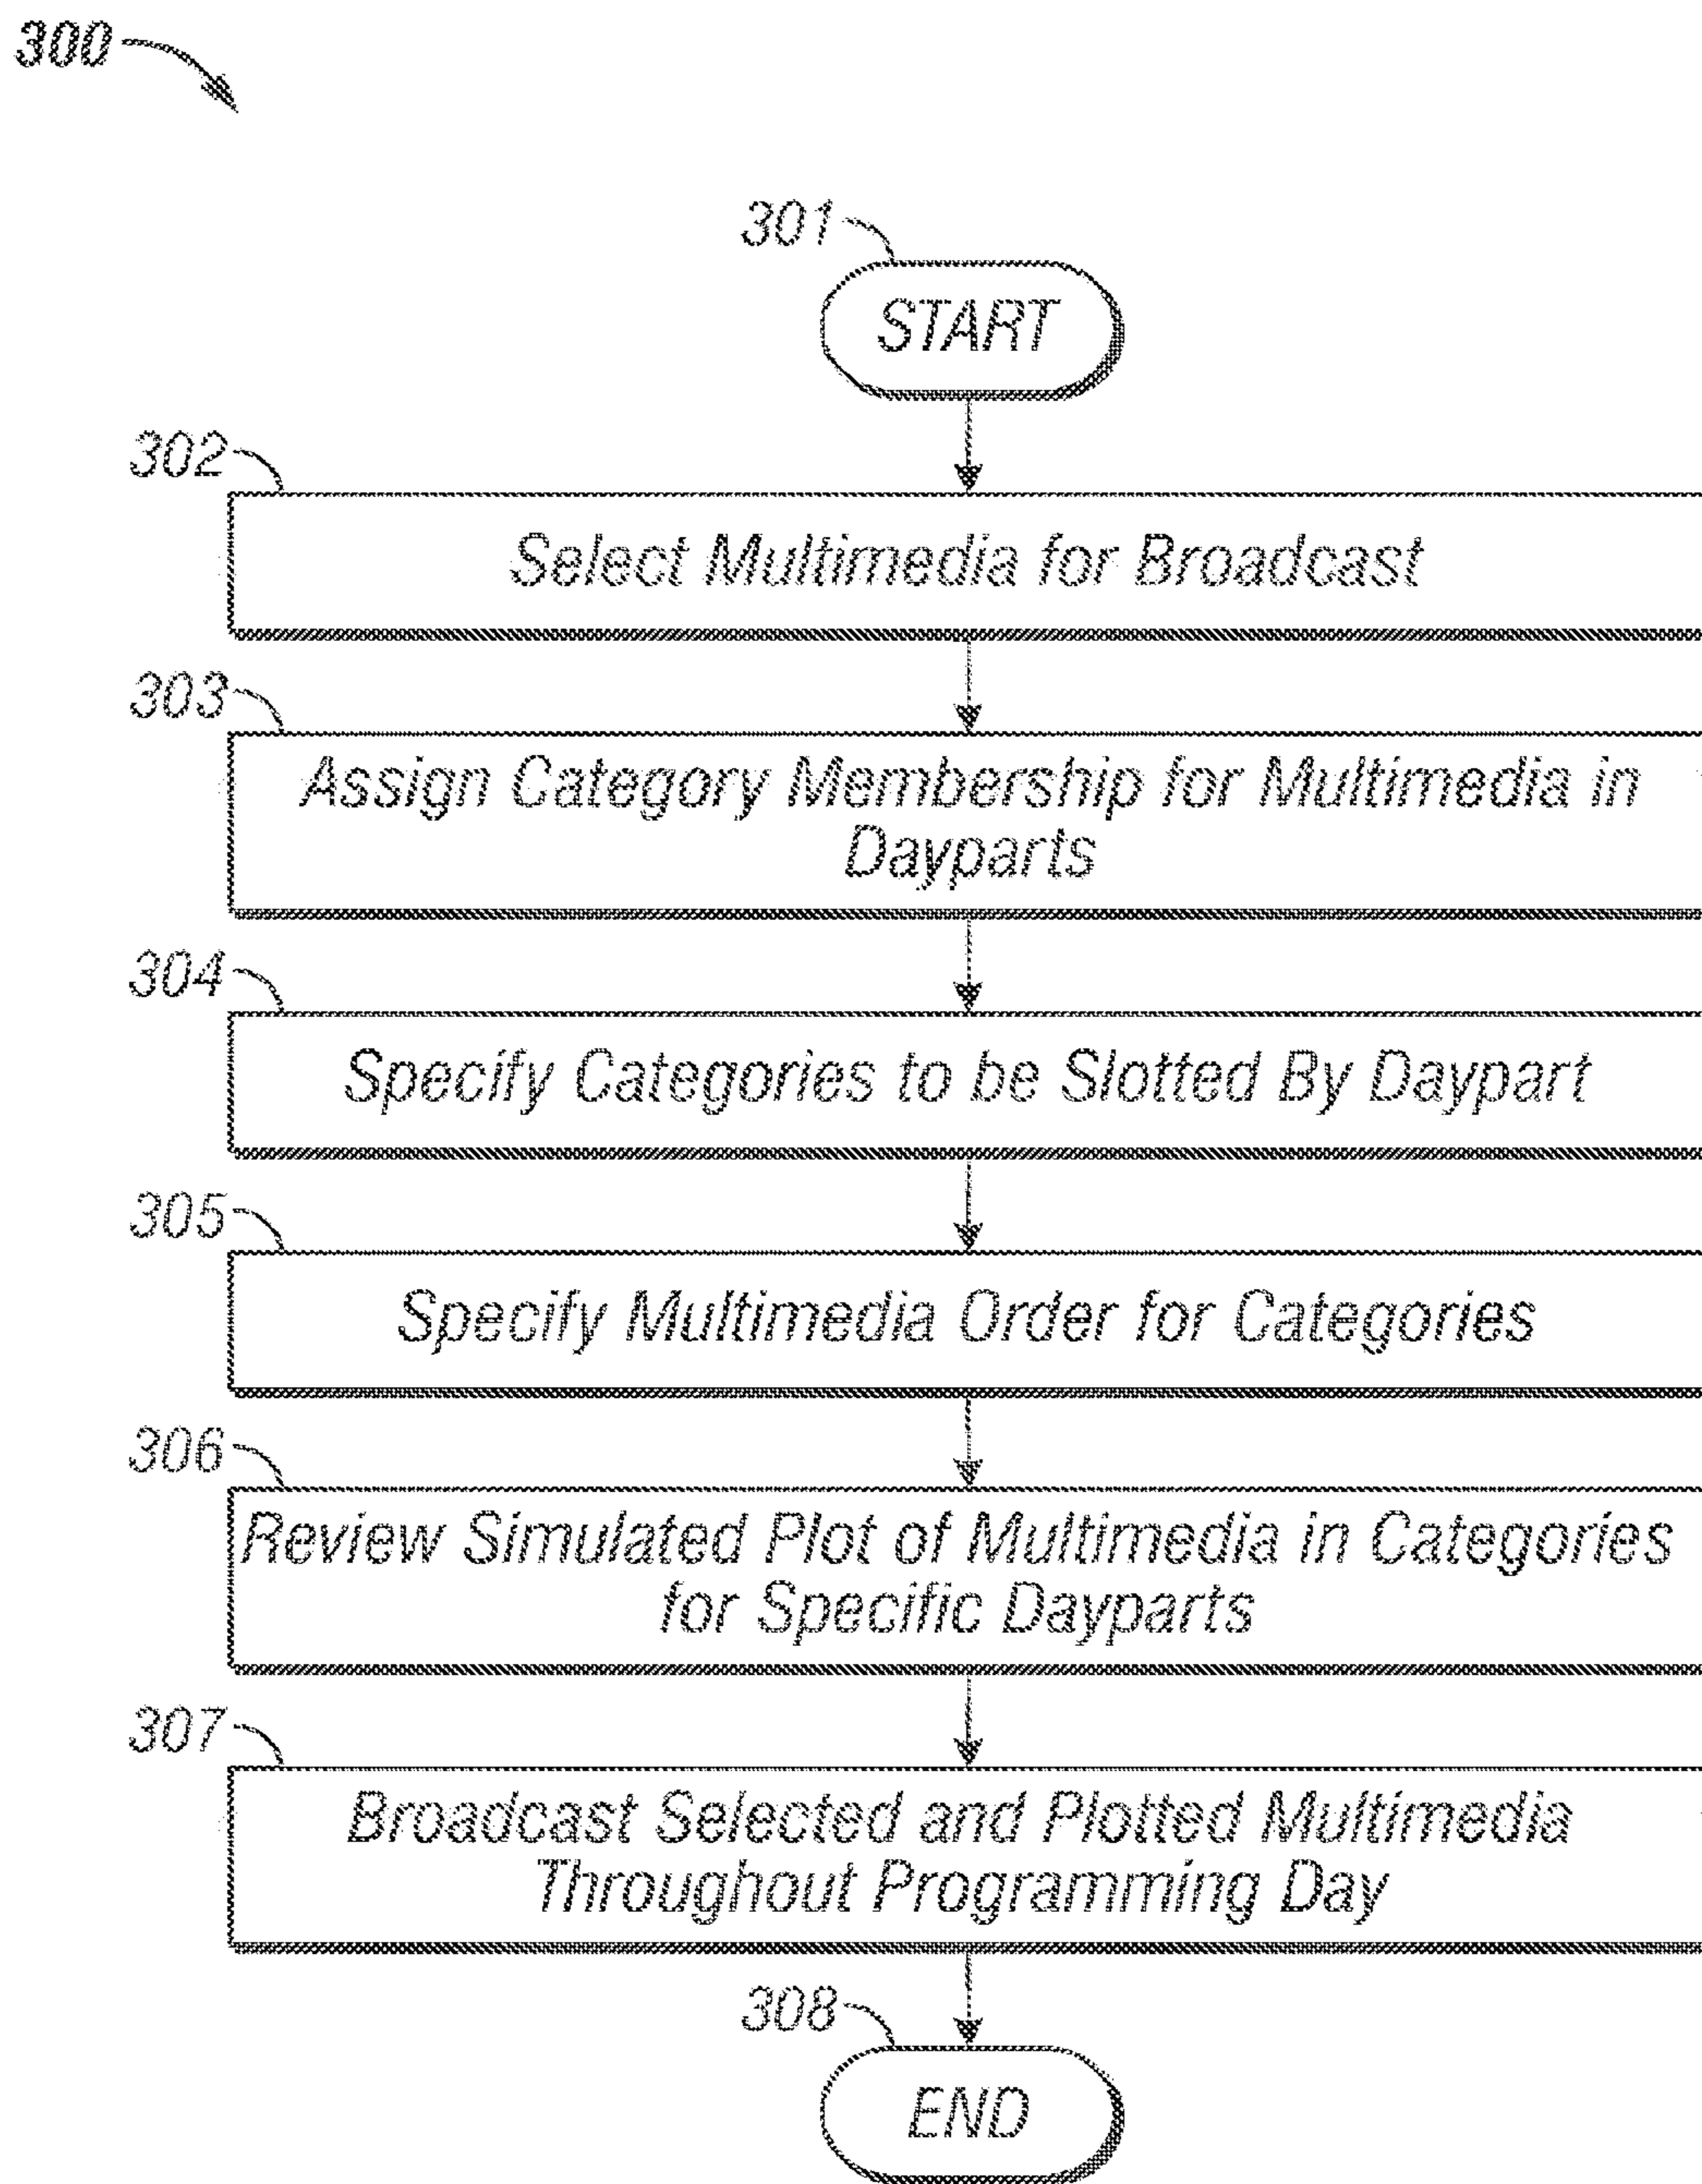 300
301
START
302
Select Multimedia for Broadcast
303
Assign Category Membership for Multimedia in
Dayparts
304
Specify Categories to be Slotted By Daypart
305
Specify Multimedia Order for Categories
306
Review Simulated Plot of Multimedia in Categories
for Specific Dayparts
307
Broadcast Selected and Plotted Multimedia
Throughout Programming Day
308
END